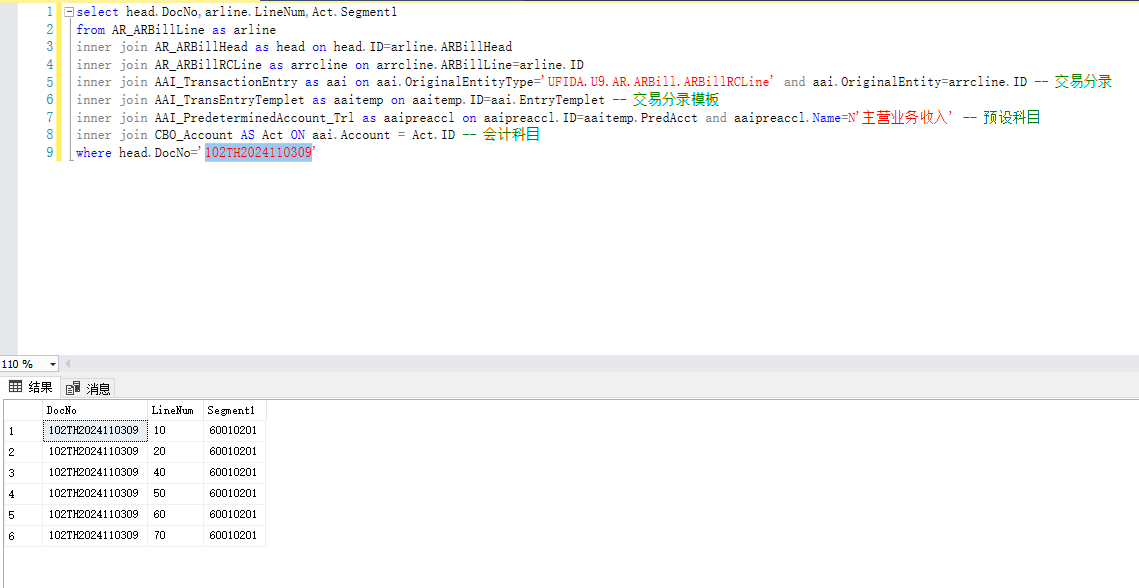 1 select head.DocNo,arline.LineNum,Act.Segment1
2 from AR_ARBillLine as arline
3 inner join AR_ARBillHead as head on head.ID=arline.ARBillHead
4 inner join AR_ARBillRCLine as arrcline on arrcline.ARBillLine=arline.ID
5 inner join AAI_TransactionEntry as aai on aai.OriginalEntityType='UFIDA.U9.AR.ARBill.ARBillRCLine' and aai.OriginalEntity=arrcline.ID -- 交易分录
6 inner join AAI_TransEntryTemplet as aaitemp on aaitemp.ID=aai.EntryTemplet -- 交易分录模板
7 inner join AAI_PredeterminedAccount_Trl as aaipreaccl on aaipreaccl.ID=aaitemp.PredAcct and aaipreaccl.Name=N'主营业务收入' -- 预设科目
8 inner join CBO_Account AS Act ON aai.Account = Act.ID -- 会计科目
9 where head.DocNo='102TH2024110309'
110 %
结果 消息
DocNo LineNum Segment1
1 102TH2024110309 10 60010201
2 102TH2024110309 20 60010201
3 102TH2024110309 40 60010201
4 102TH2024110309 50 60010201
5 102TH2024110309 60 60010201
6 102TH2024110309 70 60010201